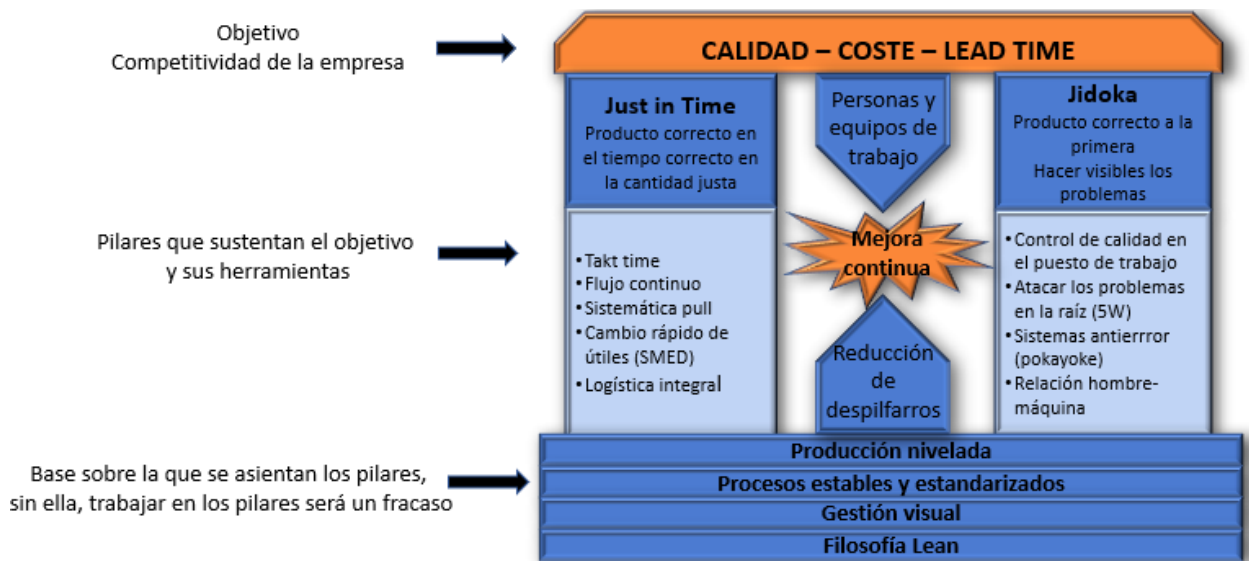 Objetivo
Competitividad de la empresa
CALIDAD – COSTE – LEAD TIME
Just in Time
Producto correcto en
el tiempo correcto en
la cantidad justa
Personas y
equipos de
trabajo
Jidoka
Producto correcto a la
primera
Hacer visibles los
problemas
Pilares que sustentan el objetivo
y sus herramientas
•Takt time
•Flujo continuo
•Sistemática pull
•Cambio rápido de
útiles (SMED)
•Logística integral
Mejora
continua
Reducción
de
despilfarros
•Control de calidad en
el puesto de trabajo
•Atacar los problemas
en la raíz (5W)
•Sistemas antierrror
(pokayoke)
•Relación hombre-
máquina
Base sobre la que se asientan los pilares,
sin ella, trabajar en los pilares será un fracaso
Producción nivelada
Procesos estables y estandarizados
Gestión visual
Filosofía Lean